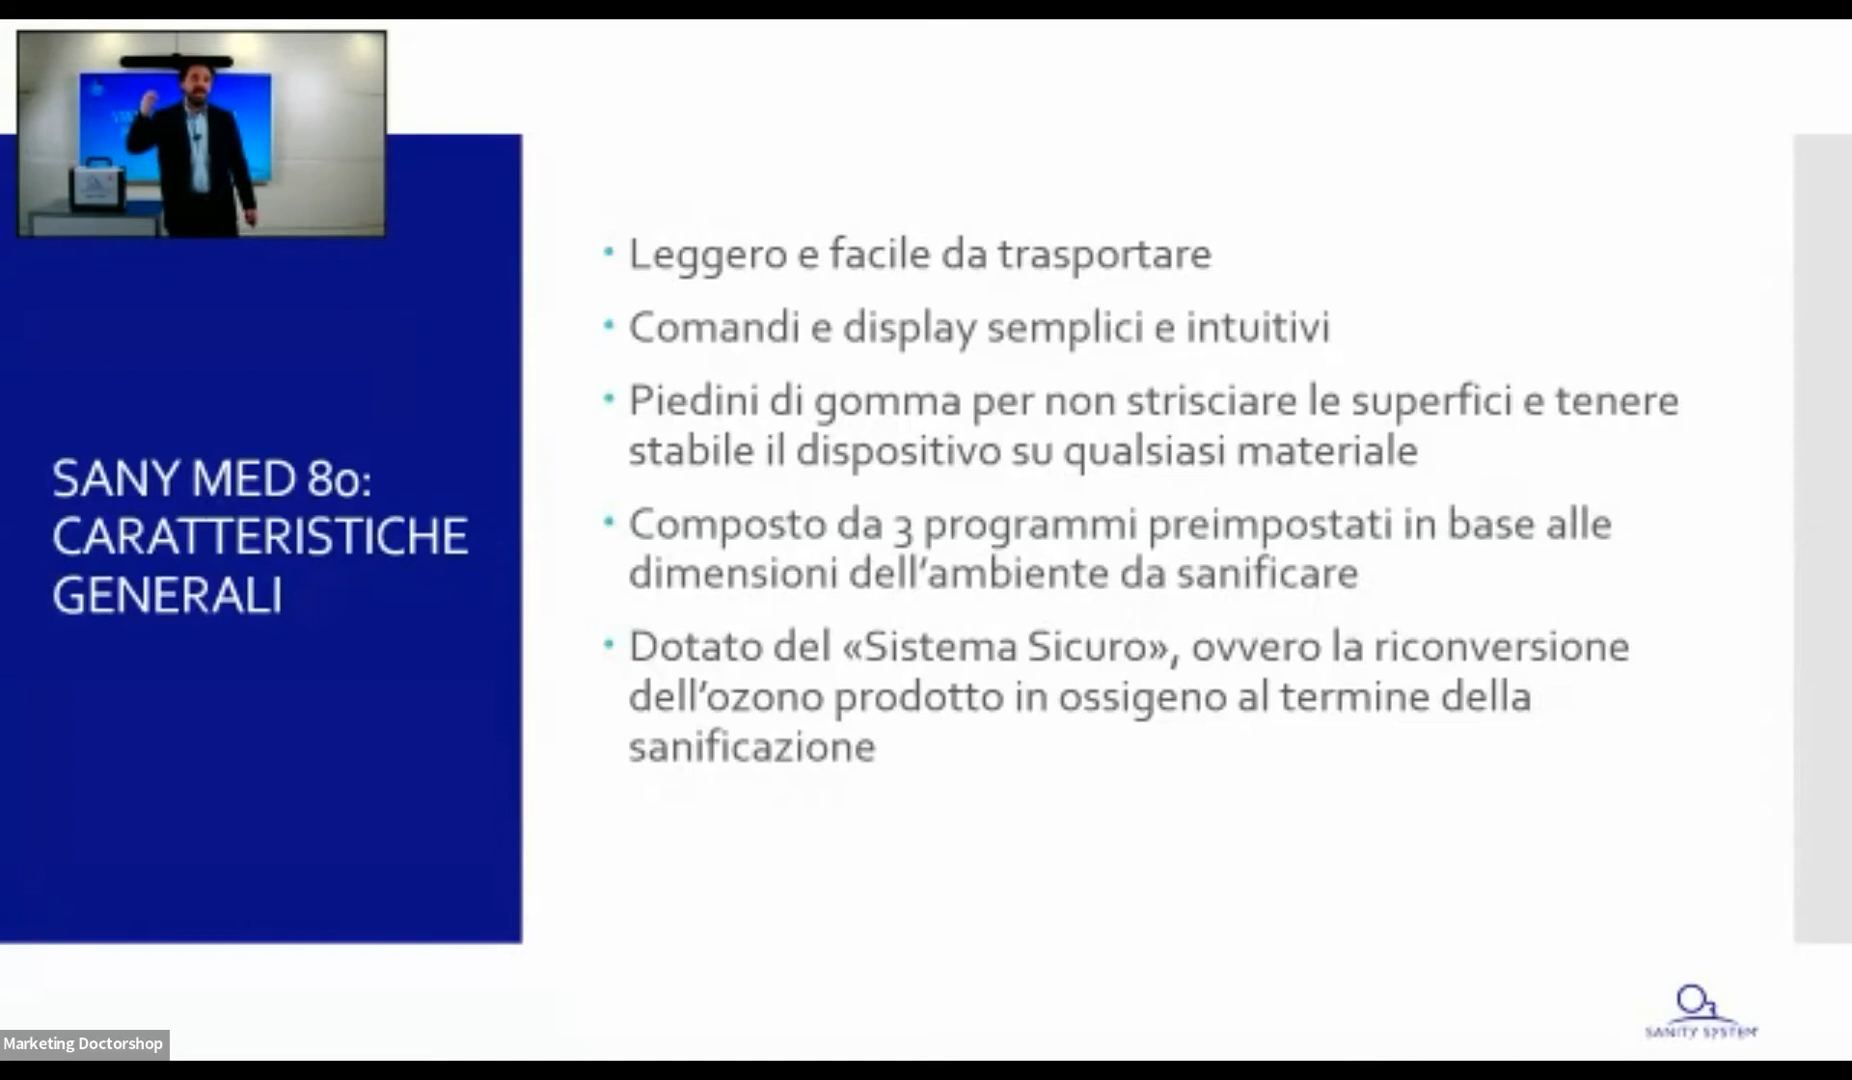 SANY MED 80:
CARATTERISTICHE
GENERALI
• Leggero e facile da trasportare
• Comandi e display semplici e intuitivi
• Piedini di gomma per non strisciare le superfici e tenere
stabile il dispositivo su qualsiasi materiale
• Composto da 3 programmi preimpostati in base alle
dimensioni dell'ambiente da sanificare
• Dotato del «Sistema Sicuro», ovvero la riconversione
dell'ozono prodotto in ossigeno al termine della
sanificazione
O3
SANITY SYSTEM
Marketing Doctorshop